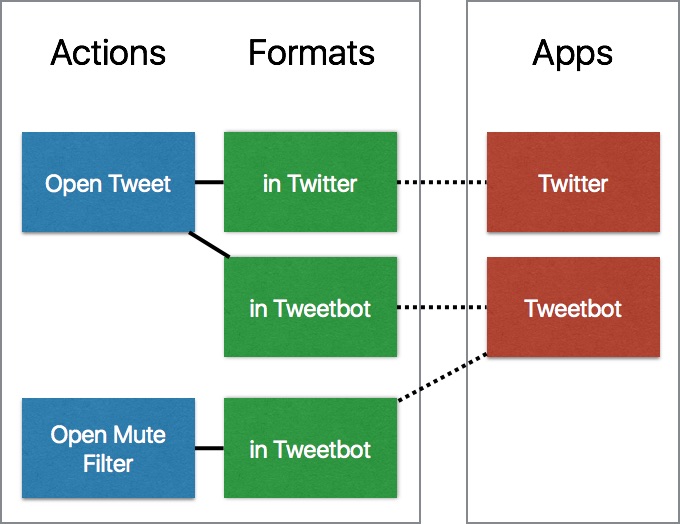 Actions
Formats
Apps
Open Tweet
in Twitter
Twitter
in Tweetbot
Tweetbot
Open Mute
Filter
in Tweetbot